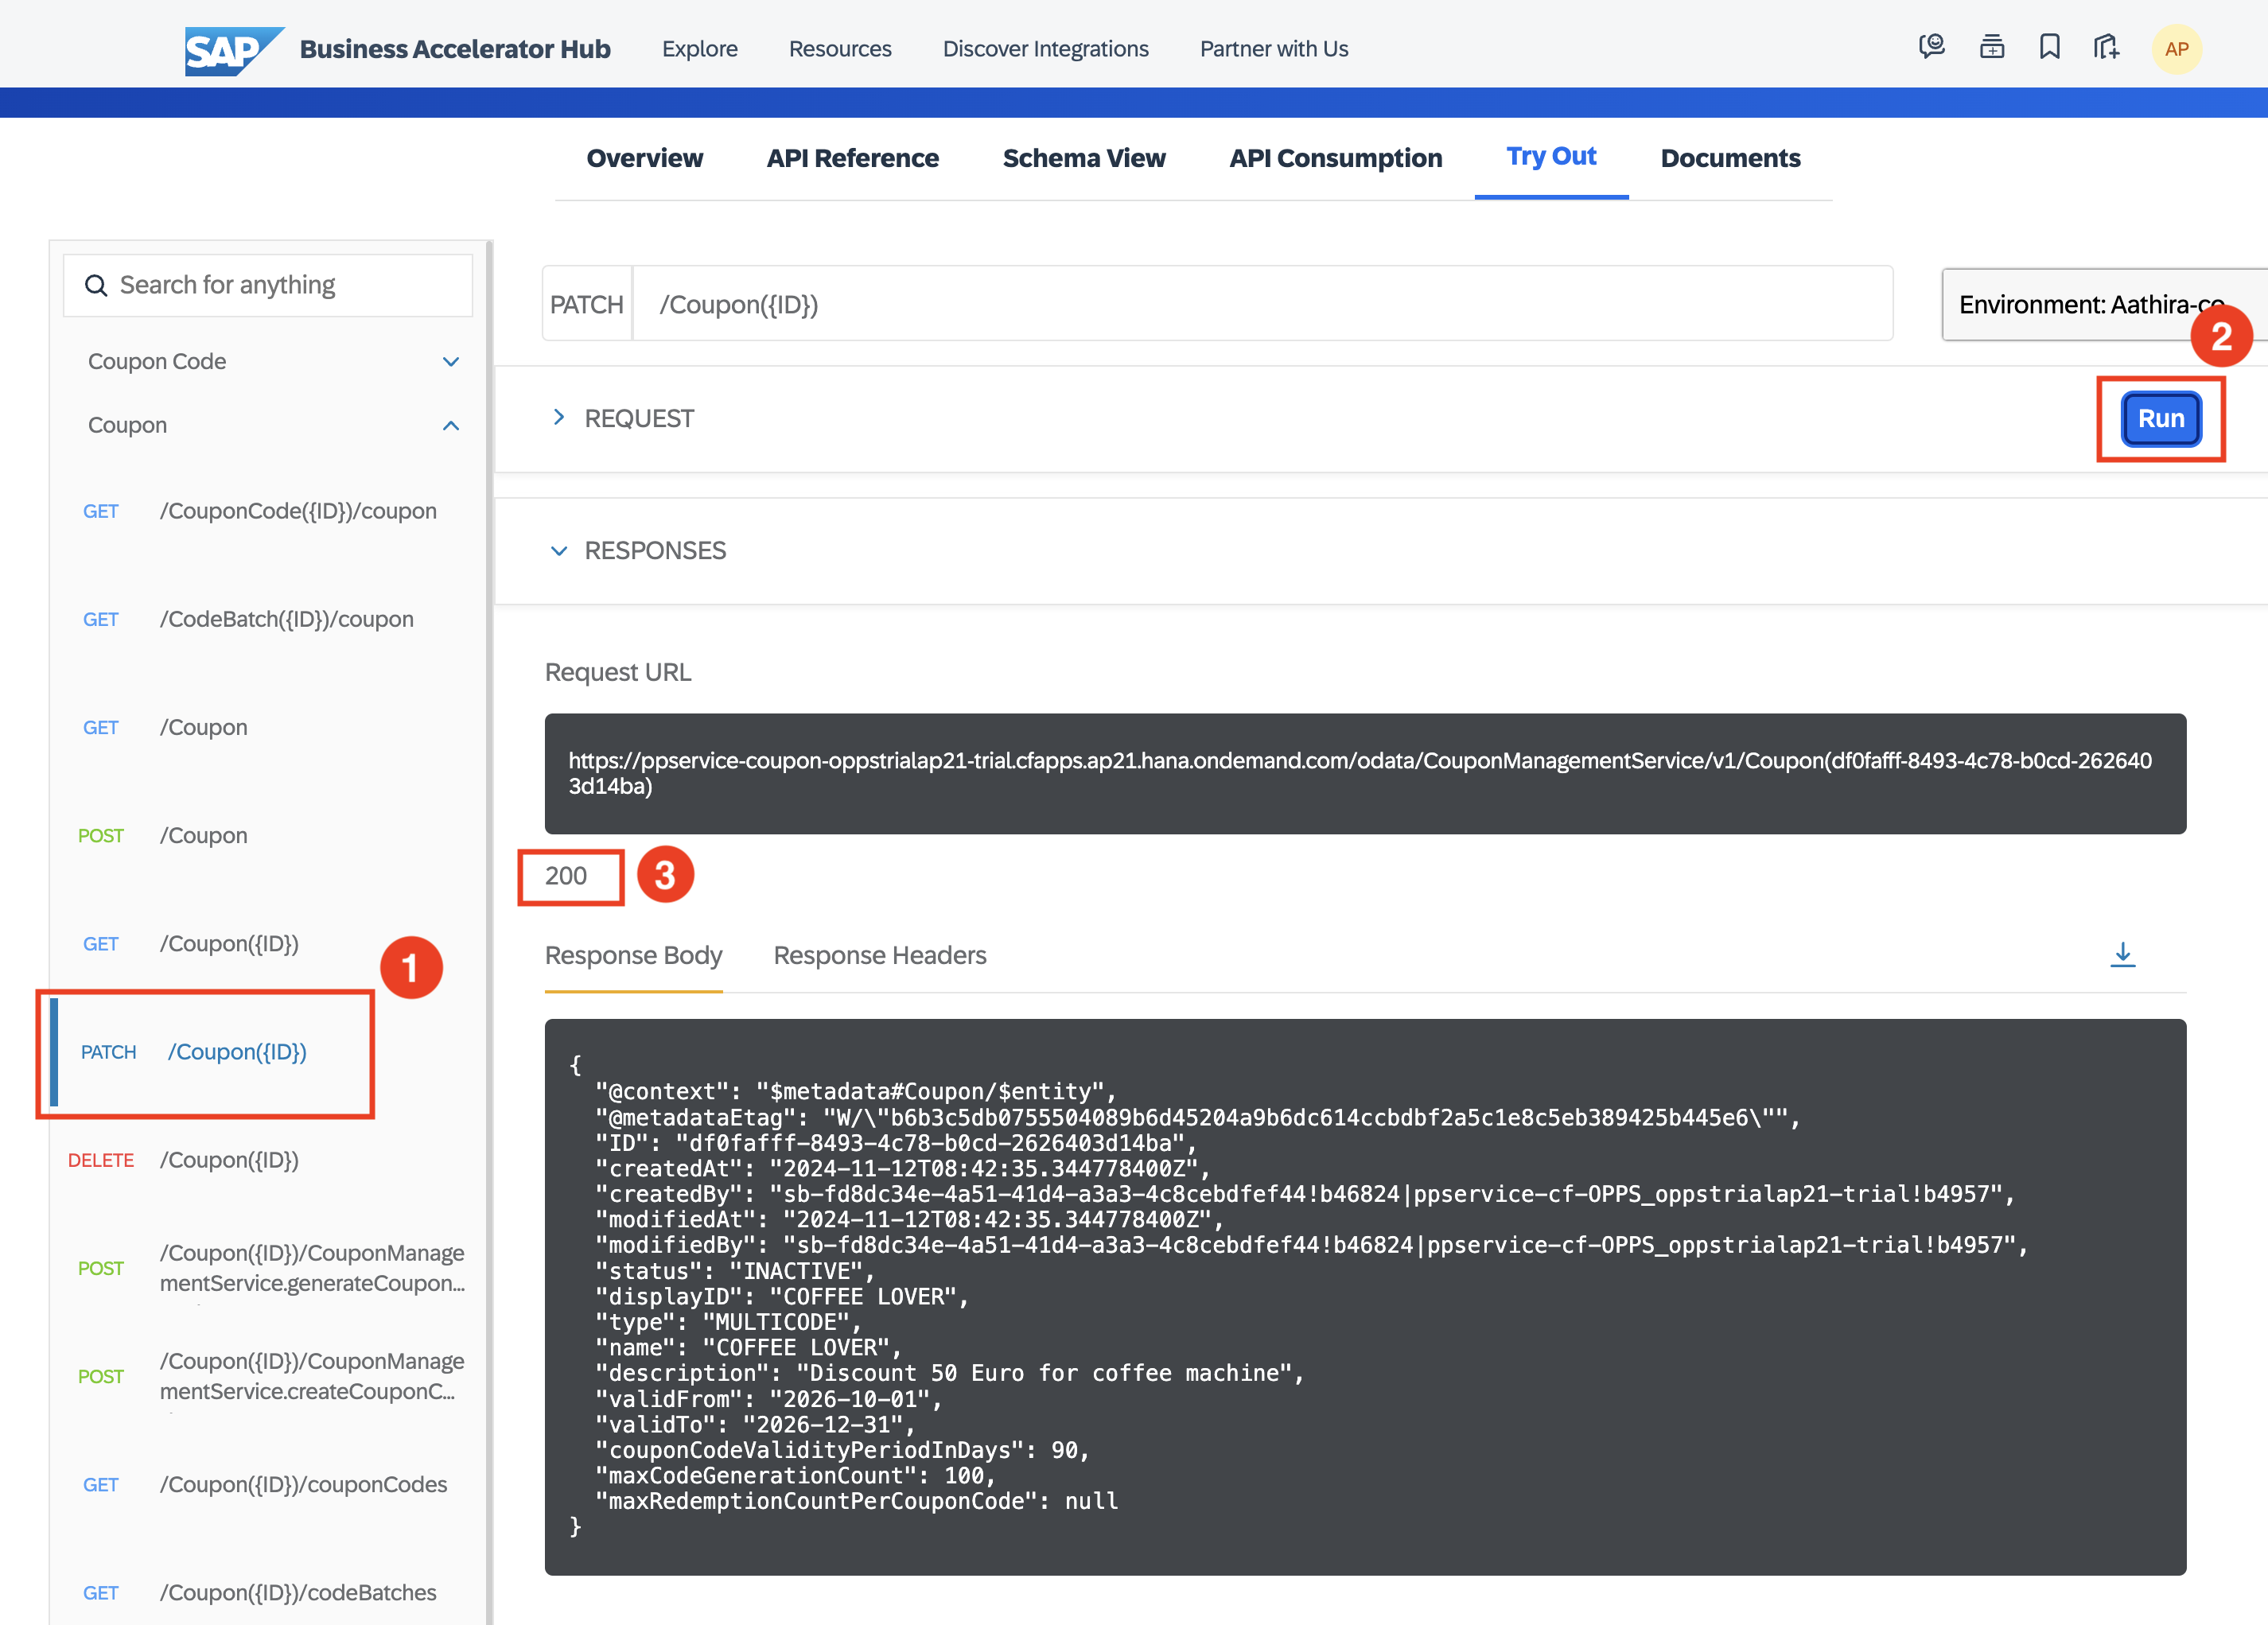 SAP Business Accelerator Hub Explore Resources Discover Integrations Partner with Us AP
Overview API Reference Schema View API Consumption Try Out Documents
Search for anything
Coupon Code
Coupon
GET /CouponCode({ID})/coupon
GET /CodeBatch({ID})/coupon
GET /Coupon
POST /Coupon
GET /Coupon({ID})
1
PATCH /Coupon({ID})
DELETE /Coupon({ID})
POST /Coupon({ID})/CouponManage
mentService.generateCoupon...
POST /Coupon({ID})/CouponManage
mentService.createCouponC...
GET /Coupon({ID})/couponCodes
GET /Coupon({ID})/codeBatches
PATCH /Coupon({ID})
Environment: Aathira-co
2
REQUEST
Run
RESPONSES
Request URL
https://ppservice-coupon-oppstrialap21-trial.cfapps.ap21.hana.ondemand.com/odata/CouponManagementService/v1/Coupon(df0fafff-8493-4c78-b0cd-262640
3d14ba)
200
3
Response Body Response Headers
{
"@context": "$metadata#Coupon/$entity",
"@metadataEtag": "W/\"b6b3c5db0755504089b6d45204a9b6dc614ccbdbf2a5c1e8c5eb389425b445e6\"",
"ID": "df0fafff-8493-4c78-b0cd-2626403d14ba",
"createdAt": "2024-11-12T08:42:35.344778400Z",
"createdBy": "sb-fd8dc34e-4a51-41d4-a3a3-4c8cebdfef44!b46824|ppservice-cf-OPPS_oppstrialap21-trial!b4957",
"modifiedAt": "2024-11-12T08:42:35.344778400Z",
"modifiedBy": "sb-fd8dc34e-4a51-41d4-a3a3-4c8cebdfef44!b46824|ppservice-cf-OPPS_oppstrialap21-trial!b4957",
"status": "INACTIVE",
"displayID": "COFFEE LOVER",
"type": "MULTICODE",
"name": "COFFEE LOVER",
"description": "Discount 50 Euro for coffee machine",
"validFrom": "2026-10-01",
"validTo": "2026-12-31",
"couponCodeValidityPeriodInDays": 90,
"maxCodeGenerationCount": 100,
"maxRedemptionCountPerCouponCode": null
}